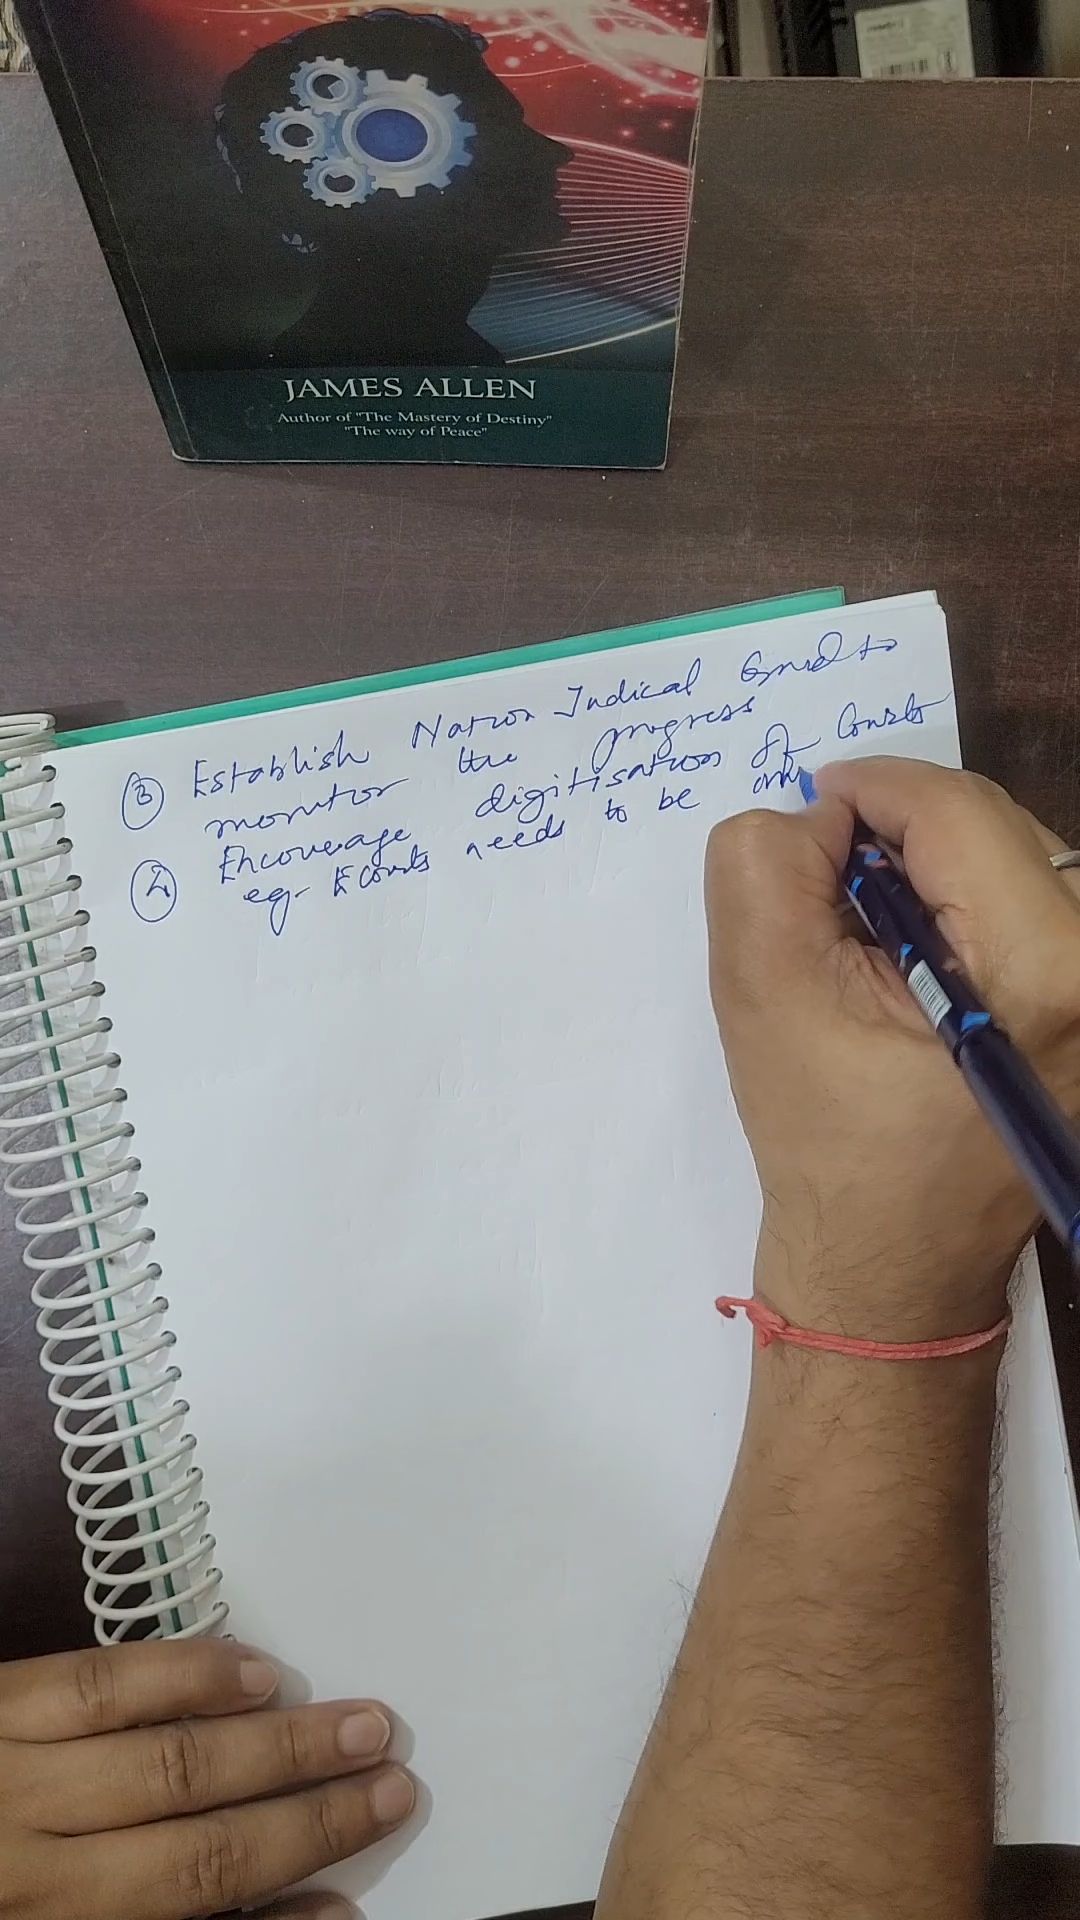 JAMES ALLEN
Author of "The Mastery of Destiny"
"The way of Peace"
③ Establish Nation Judical Grid to
monitor the progress
④ Encourage digitisation of Courts
eg- E Courts needs to be